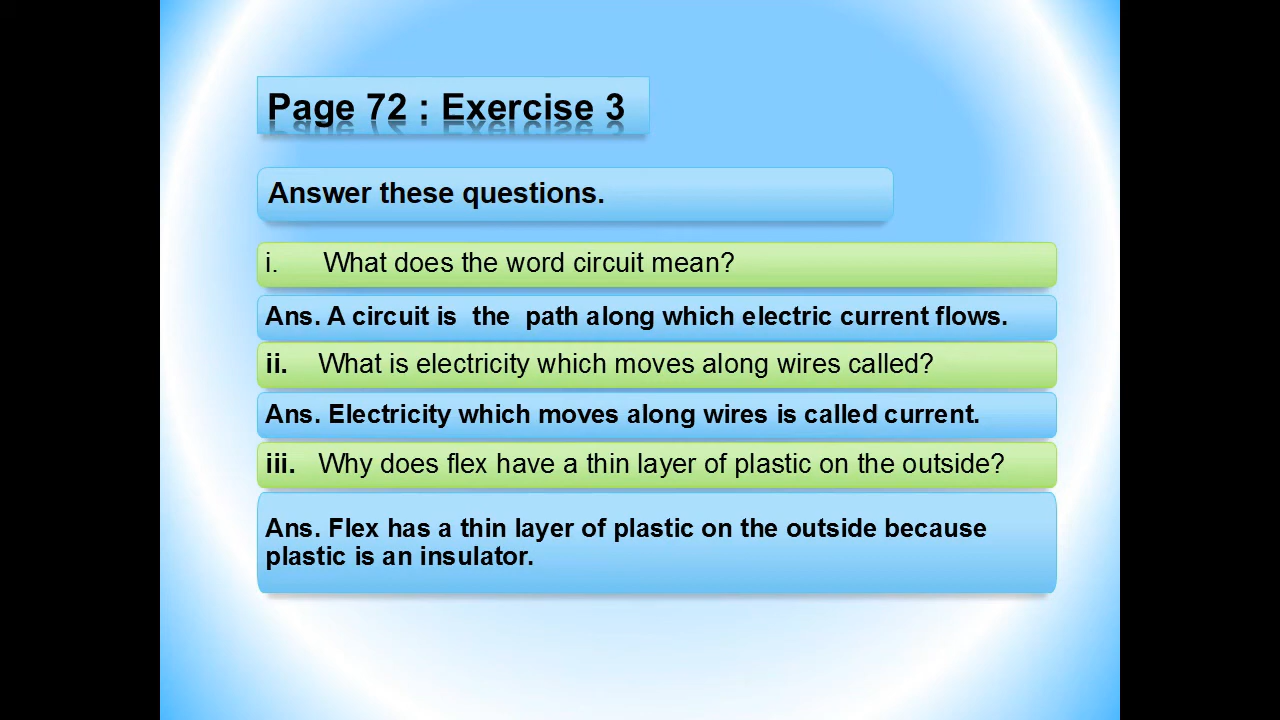 Page 72 : Exercise 3
Answer these questions.
i. What does the word circuit mean?
Ans. A circuit is the path along which electric current flows.
ii. What is electricity which moves along wires called?
Ans. Electricity which moves along wires is called current.
iii. Why does flex have a thin layer of plastic on the outside?
Ans. Flex has a thin layer of plastic on the outside because
plastic is an insulator.